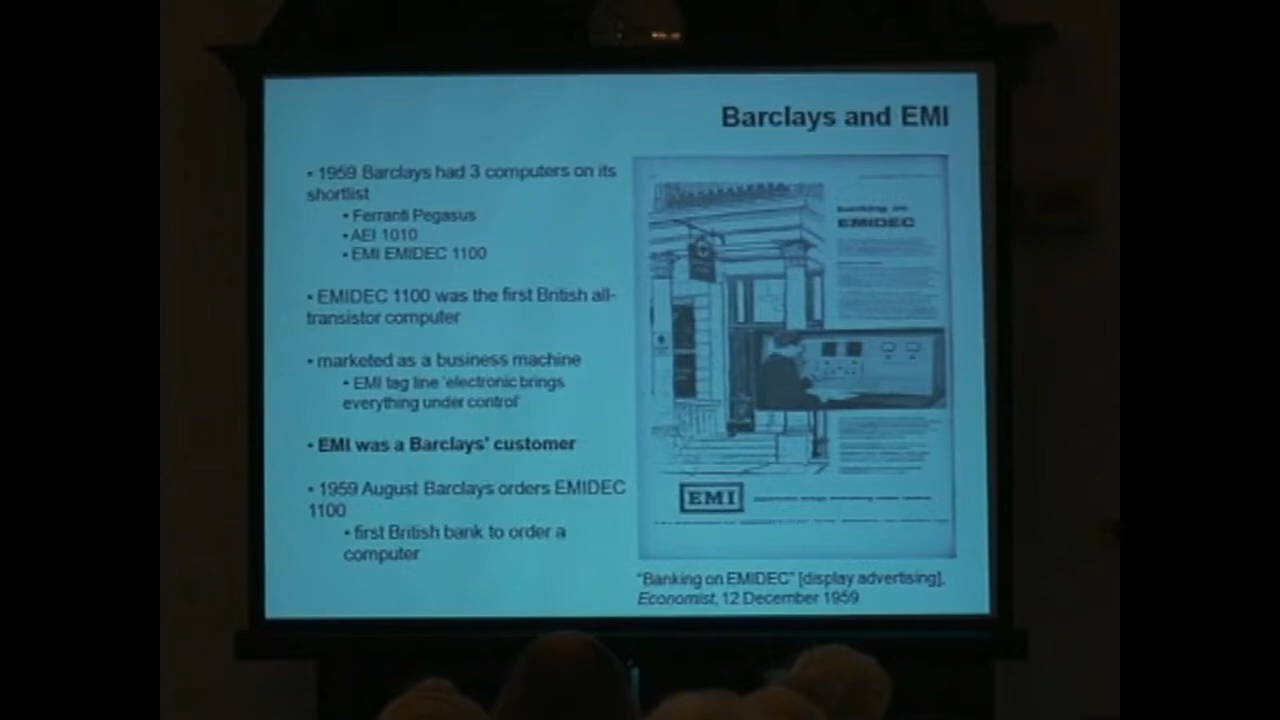 Barclays and EMI
• 1959 Barclays had 3 computers on its
shortlist
• Ferranti Pegasus
• AEI 1010
• EMI EMIDEC 1100
• EMIDEC 1100 was the first British all-
transistor computer
• marketed as a business machine
• EMI tag line 'electronic brings
everything under control'
• EMI was a Barclays' customer
• 1959 August Barclays orders EMIDEC
1100
• first British bank to order a
computer
banking on
EMIDEC
EMI
"Banking on EMIDEC" [display advertising],
Economist, 12 December 1959